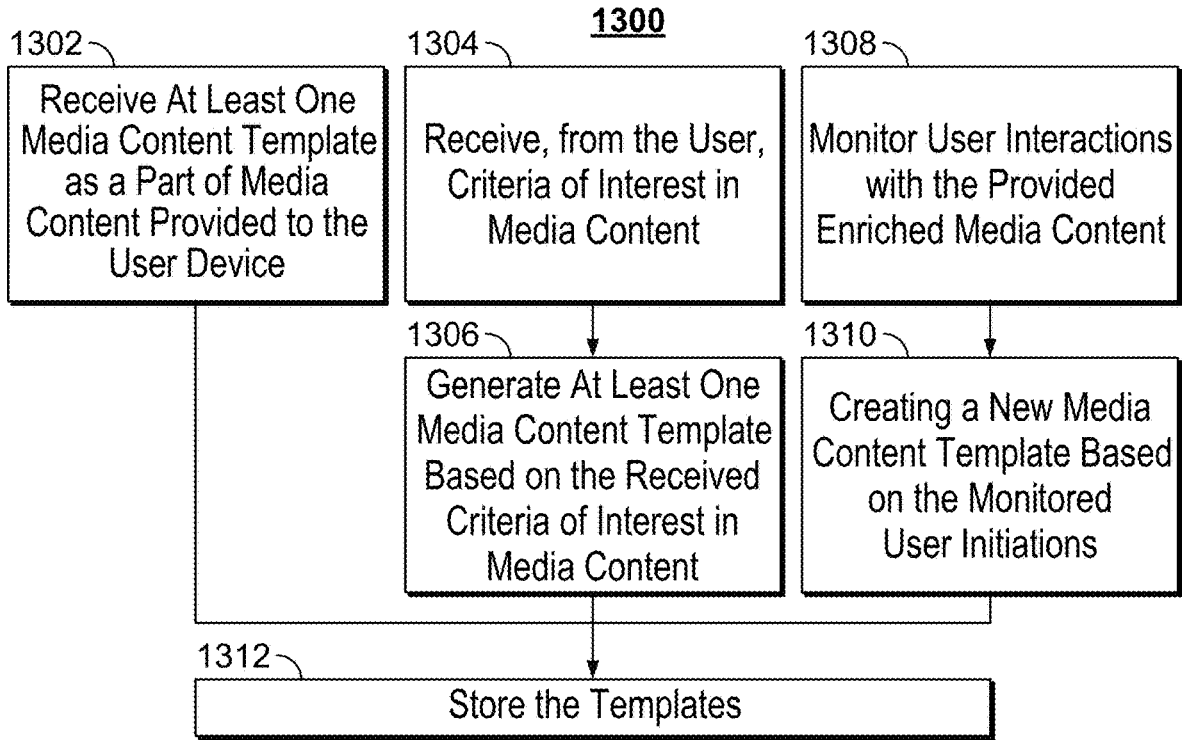 1300
1302
Receive At Least One
Media Content Template
as a Part of Media
Content Provided to the
User Device
1304
Receive, from the User,
Criteria of Interest in
Media Content
1308
Monitor User Interactions
with the Provided
Enriched Media Content
1306
Generate At Least One
Media Content Template
Based on the Received
Criteria of Interest in
Media Content
1310
Creating a New Media
Content Template Based
on the Monitored
User Initiations
1312
Store the Templates